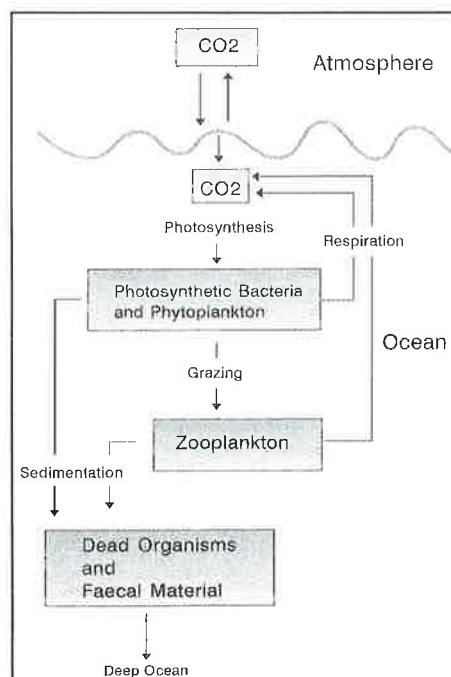 CO2
Atmosphere
CO2
Photosynthesis
Respiration
Photosynthetic Bacteria
and Phytoplankton
Ocean
Grazing
Zooplankton
Sedimentation
Dead Organisms
and
Faecal Material
Deep Ocean